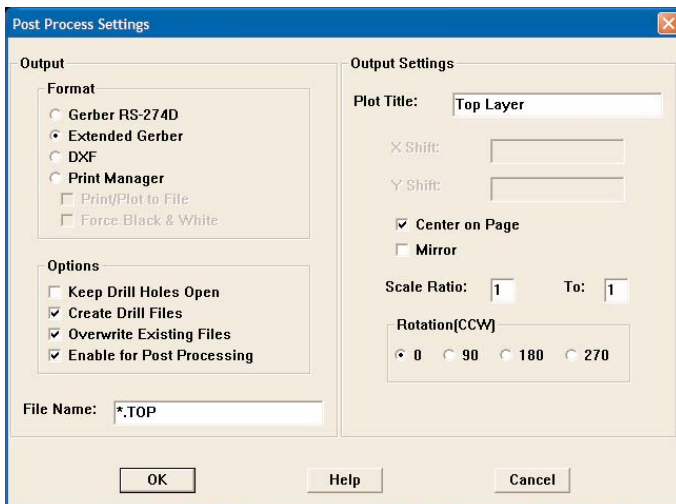 Post Process Settings
Output
Format
Gerber RS-274D
Extended Gerber
DXF
Print Manager
Print/Plot to File
Force Black & White
Options
Keep Drill Holes Open
Create Drill Files
Overwrite Existing Files
Enable for Post Processing
File Name: *.TOP
Output Settings
Plot Title: Top Layer
X Shift:
Y Shift:
Center on Page
Mirror
Scale Ratio: 1 To: 1
Rotation(CCW)
0 90 180 270
OK Help Cancel